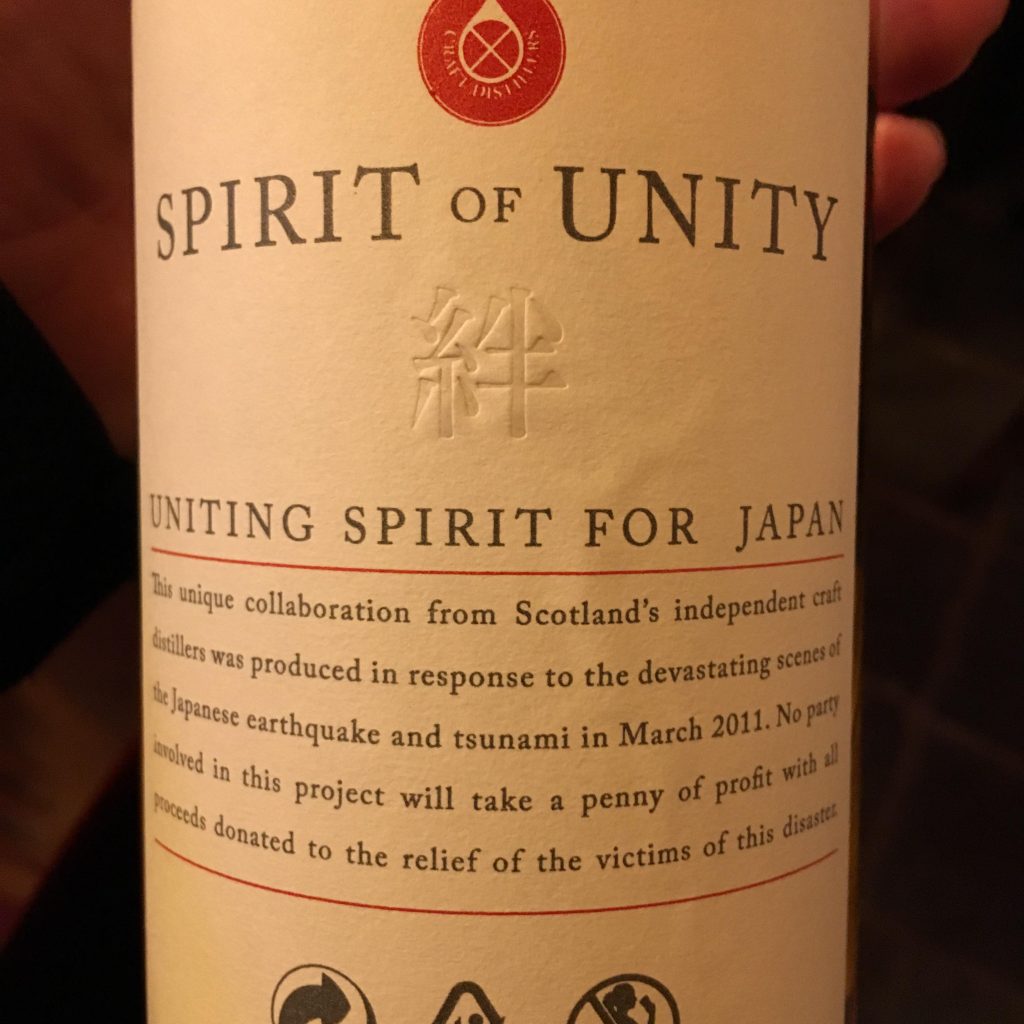 CRAFT DISTILLERS
SPIRIT OF UNITY
絆
UNITING SPIRIT FOR JAPAN
This unique collaboration from Scotland's independent craft
distillers was produced in response to the devastating scenes of
the Japanese earthquake and tsunami in March 2011. No party
involved in this project will take a penny of profit with all
proceeds donated to the relief of the victims of this disaster.